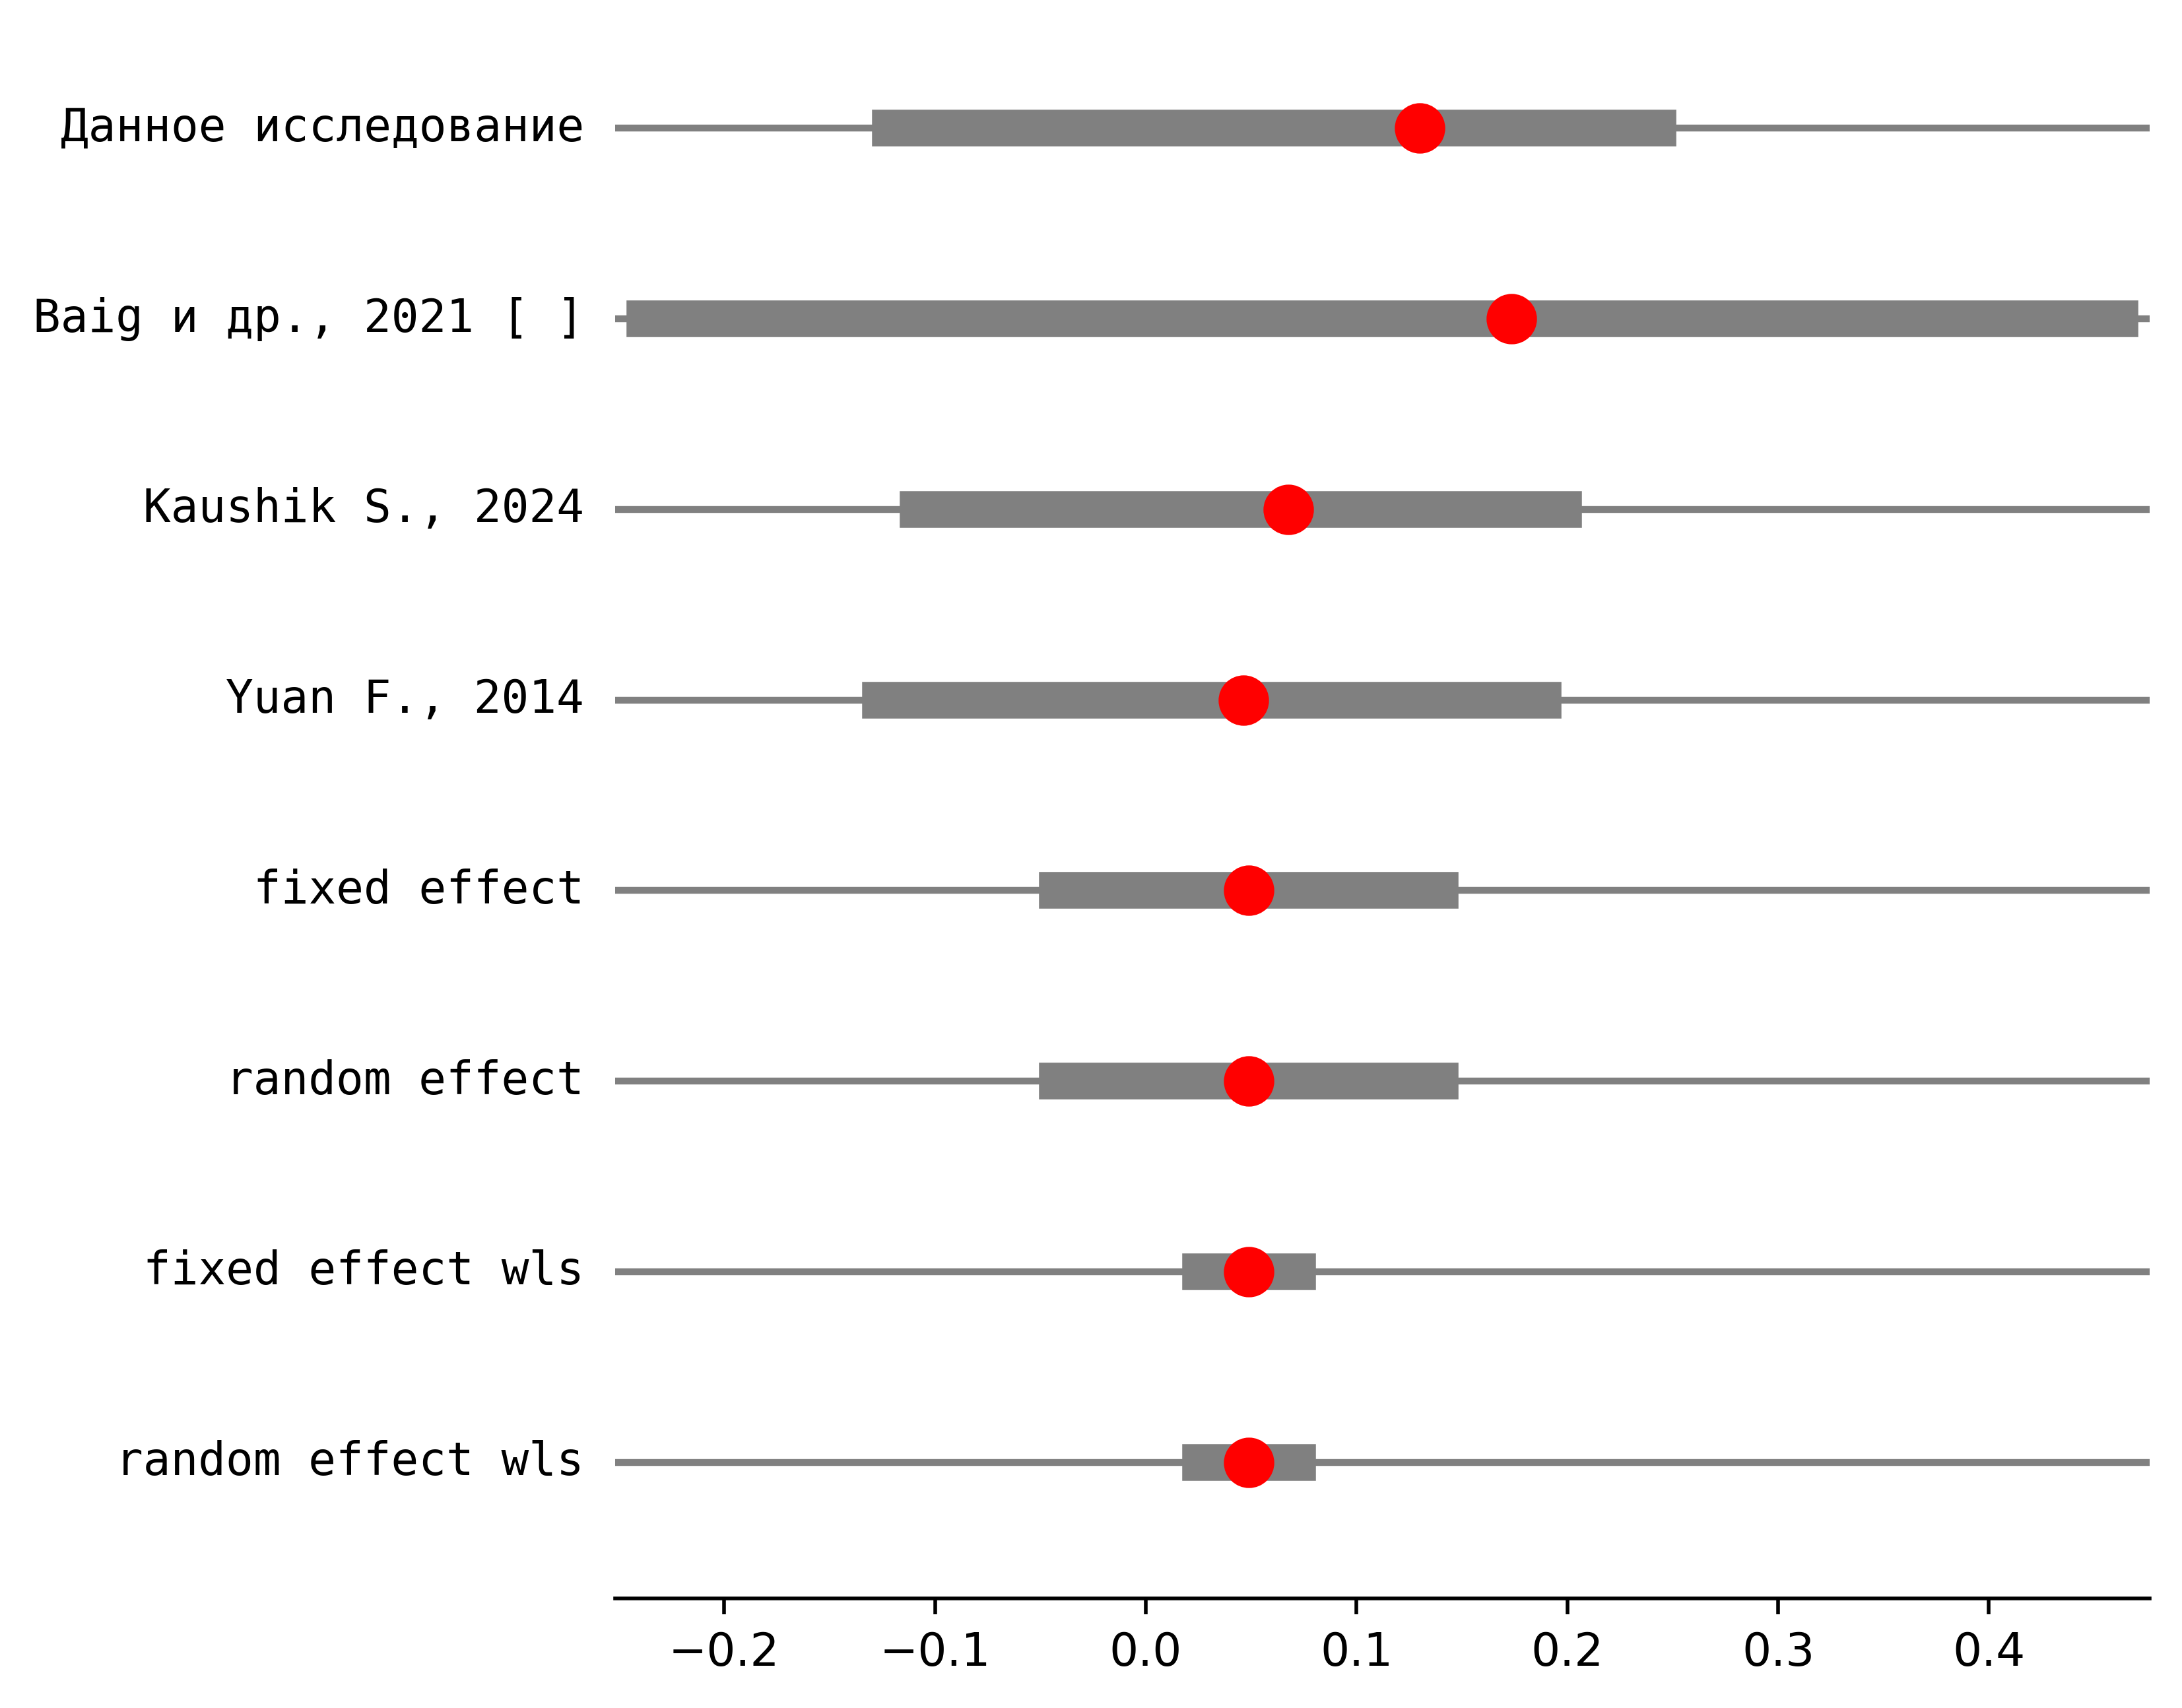 Данное исследование
Baig и др., 2021 [ ]
Kaushik S., 2024
Yuan F., 2014
fixed effect
random effect
fixed effect wls
random effect wls
−0.2 −0.1 0.0 0.1 0.2 0.3 0.4